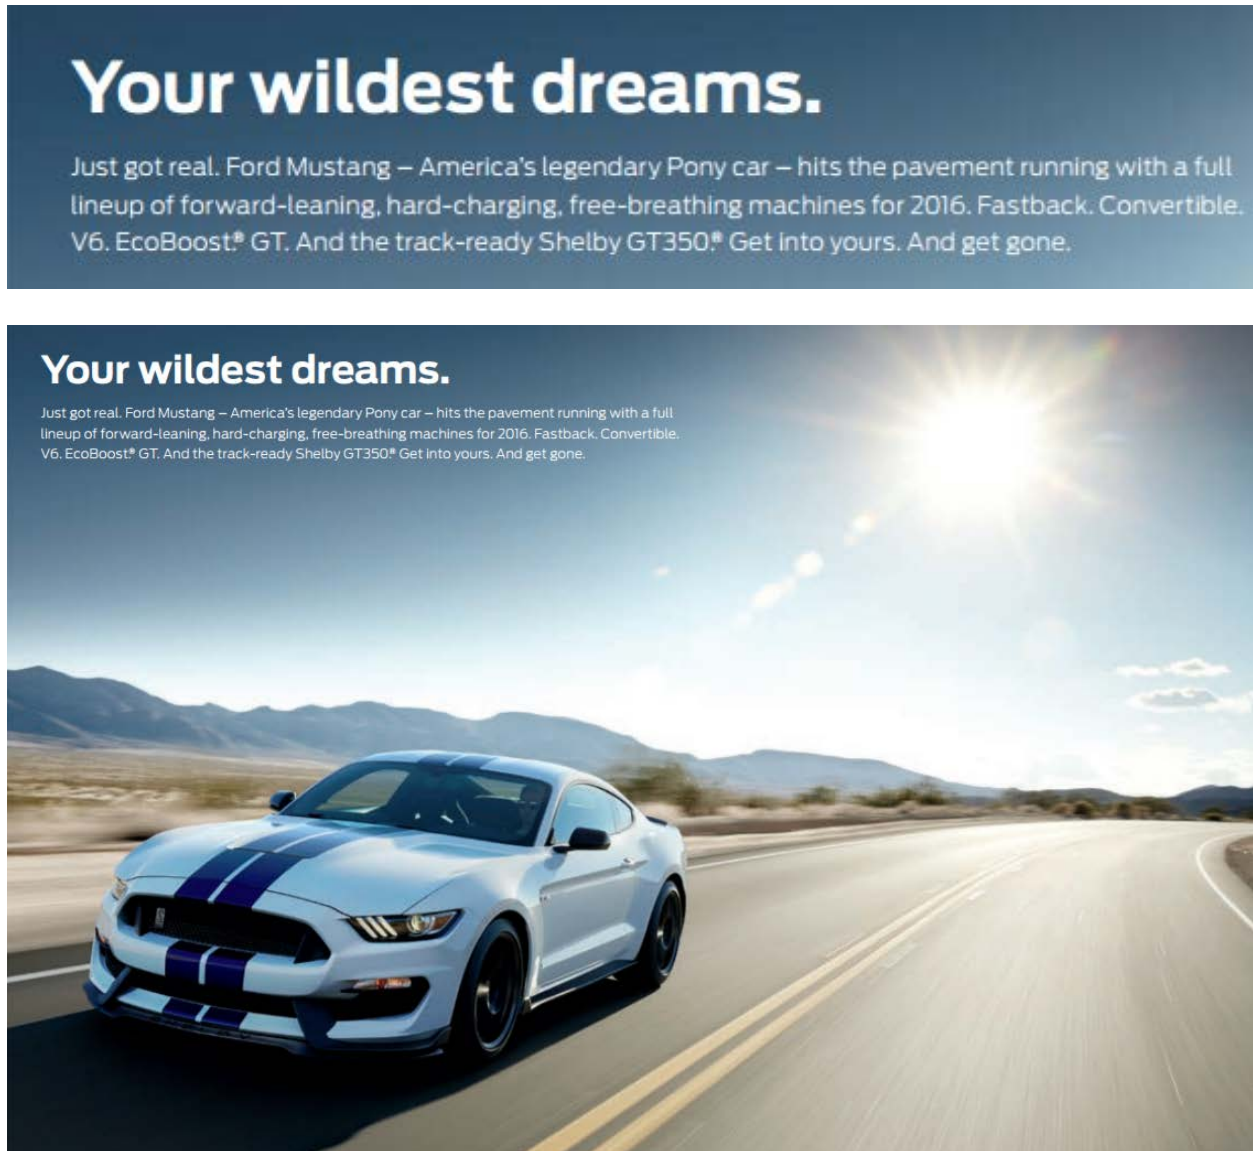 Your wildest dreams.
Just got real. Ford Mustang – America's legendary Pony car – hits the pavement running with a full
lineup of forward-leaning, hard-charging, free-breathing machines for 2016. Fastback. Convertible.
V6. EcoBoost.® GT. And the track-ready Shelby GT350.® Get into yours. And get gone.
Your wildest dreams.
Just got real. Ford Mustang – America's legendary Pony car – hits the pavement running with a full
lineup of forward-leaning, hard-charging, free-breathing machines for 2016. Fastback. Convertible.
V6. EcoBoost.® GT. And the track-ready Shelby GT350.® Get into yours. And get gone.